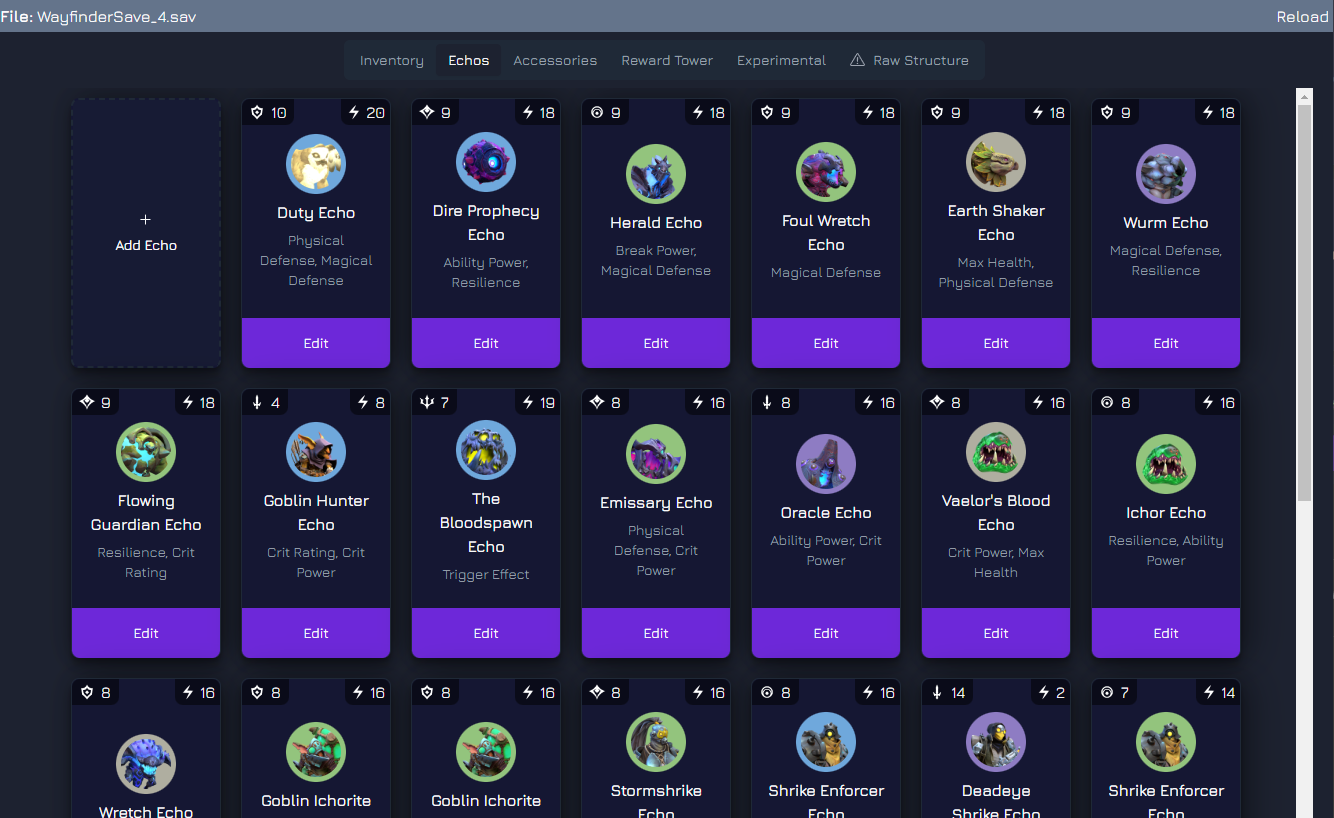 File: WayfinderSave_4.sav
Reload
Inventory
Echos
Accessories
Reward Tower
Experimental
Raw Structure
+
Add Echo
10
20
Duty Echo
Physical
Defense, Magical
Defense
Edit
9
18
Dire Prophecy
Echo
Ability Power,
Resilience
Edit
9
18
Herald Echo
Break Power,
Magical Defense
Edit
9
18
Foul Wretch
Echo
Magical Defense
Edit
9
18
Earth Shaker
Echo
Max Health,
Physical Defense
Edit
9
18
Wurm Echo
Magical Defense,
Resilience
Edit
9
18
Flowing
Guardian Echo
Resilience, Crit
Rating
Edit
4
8
Goblin Hunter
Echo
Crit Rating, Crit
Power
Edit
7
19
The
Bloodspawn
Echo
Trigger Effect
Edit
8
16
Emissary Echo
Physical
Defense, Crit
Power
Edit
8
16
Oracle Echo
Ability Power, Crit
Power
Edit
8
16
Vaelor's Blood
Echo
Crit Power, Max
Health
Edit
8
16
Ichor Echo
Resilience, Ability
Power
Edit
8
16
Wretch Echo
8
16
Goblin Ichorite
8
16
Goblin Ichorite
8
16
Stormshrike
Echo
8
16
Shrike Enforcer
Echo
14
2
Deadeye
Shrike Echo
7
14
Shrike Enforcer
Echo